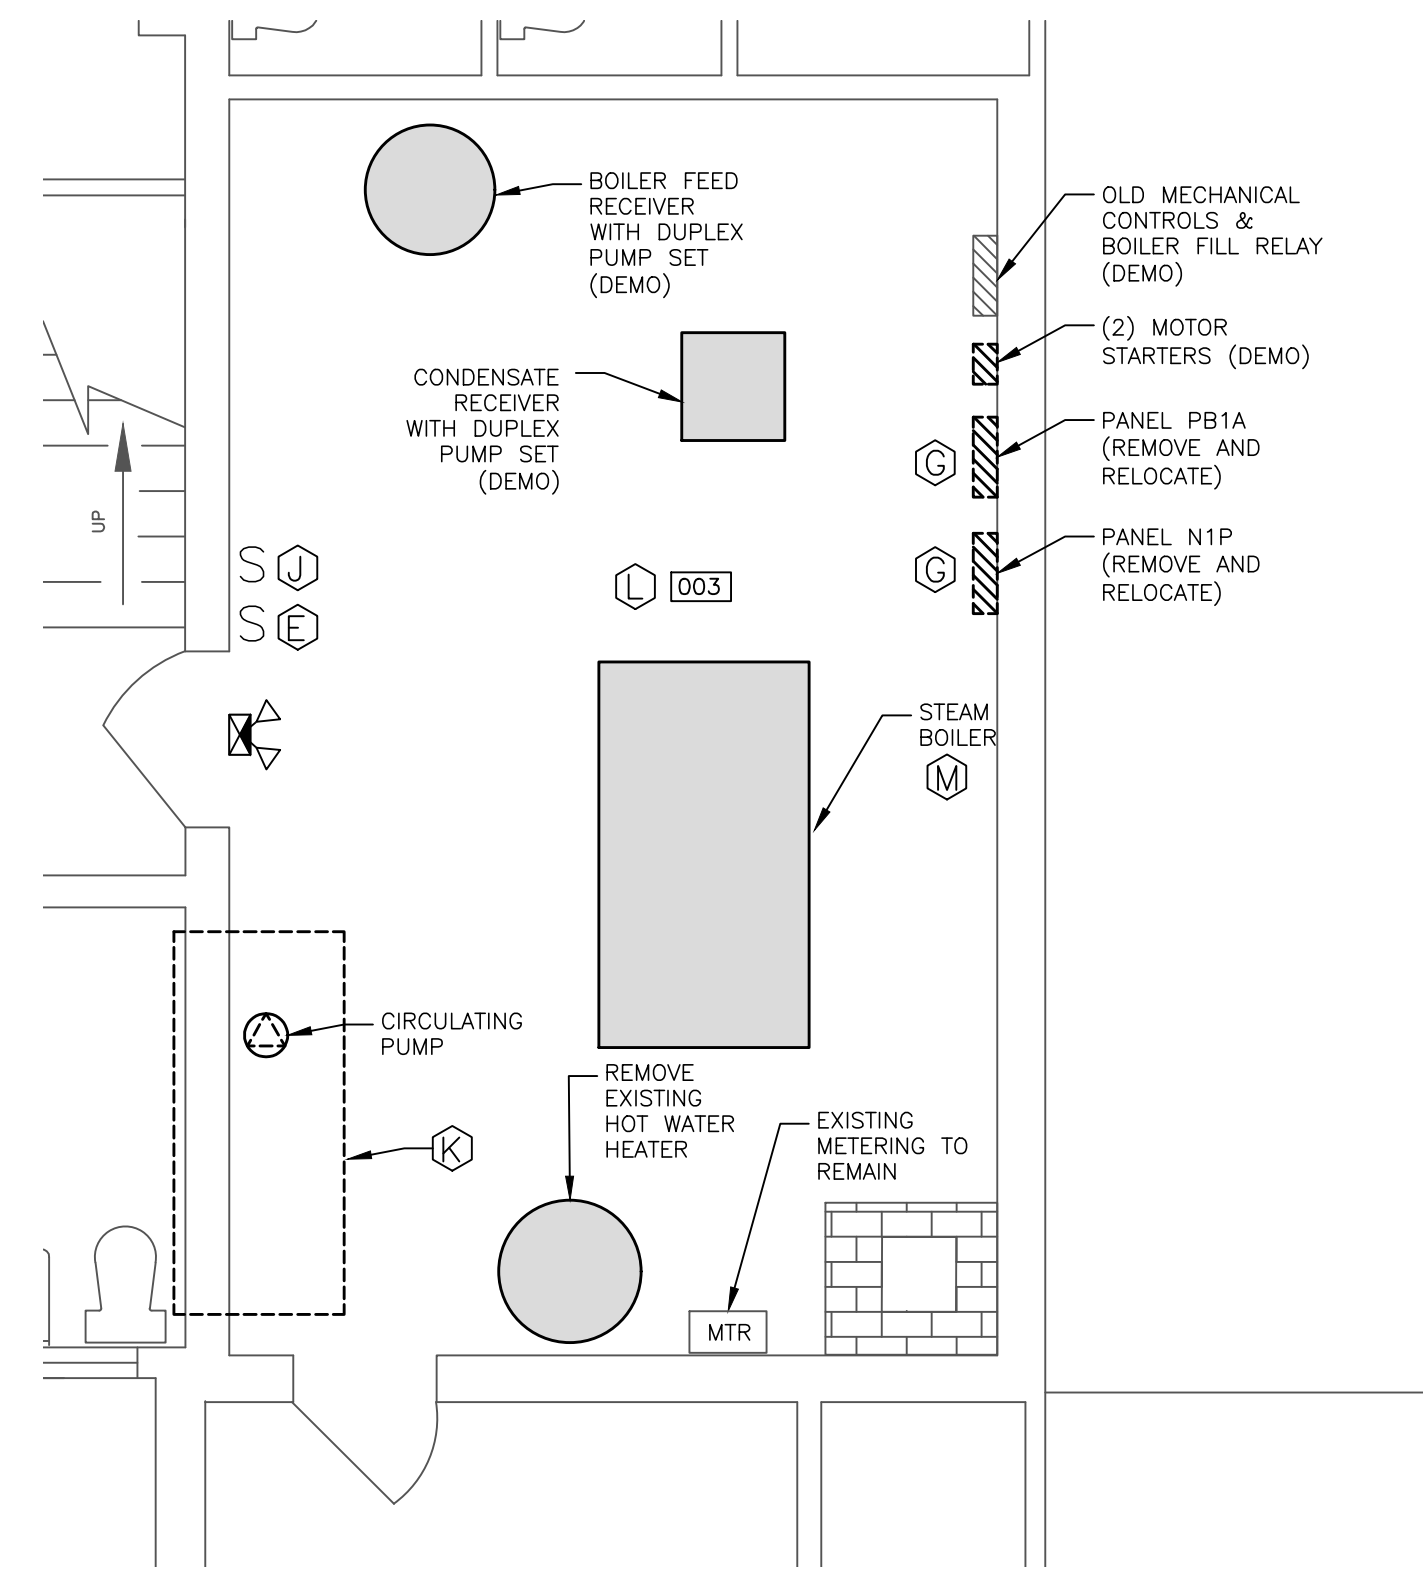 BOILER FEED
RECEIVER
WITH DUPLEX
PUMP SET
(DEMO)
OLD MECHANICAL
CONTROLS &
BOILER FILL RELAY
(DEMO)
(2) MOTOR
STARTERS (DEMO)
CONDENSATE
RECEIVER
WITH DUPLEX
PUMP SET
(DEMO)
PANEL PB1A
(REMOVE AND
RELOCATE)
G
UP
PANEL N1P
(REMOVE AND
RELOCATE)
G
S J
S E
L 003
STEAM
BOILER
M
CIRCULATING
PUMP
REMOVE
EXISTING
HOT WATER
HEATER
K
EXISTING
METERING TO
REMAIN
MTR